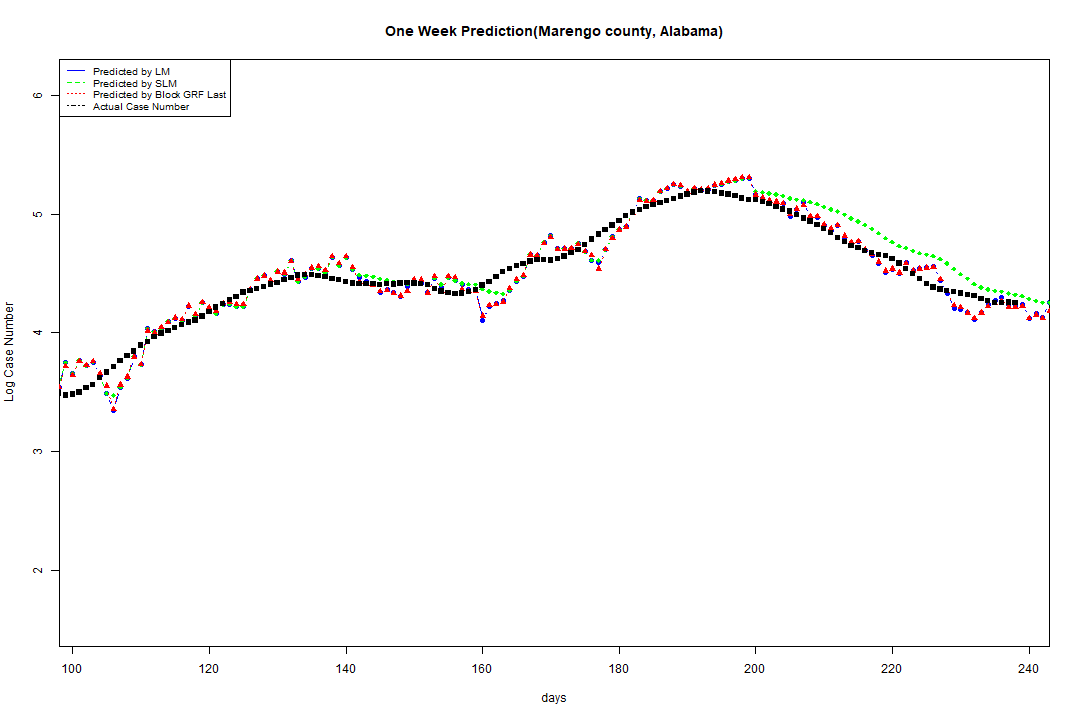 One Week Prediction(Marengo county, Alabama)
Predicted by LM
Predicted by SLM
Predicted by Block GRF Last
Actual Case Number
6
5
4
3
2
Log Case Number
100 120 140 160 180 200 220 240
days